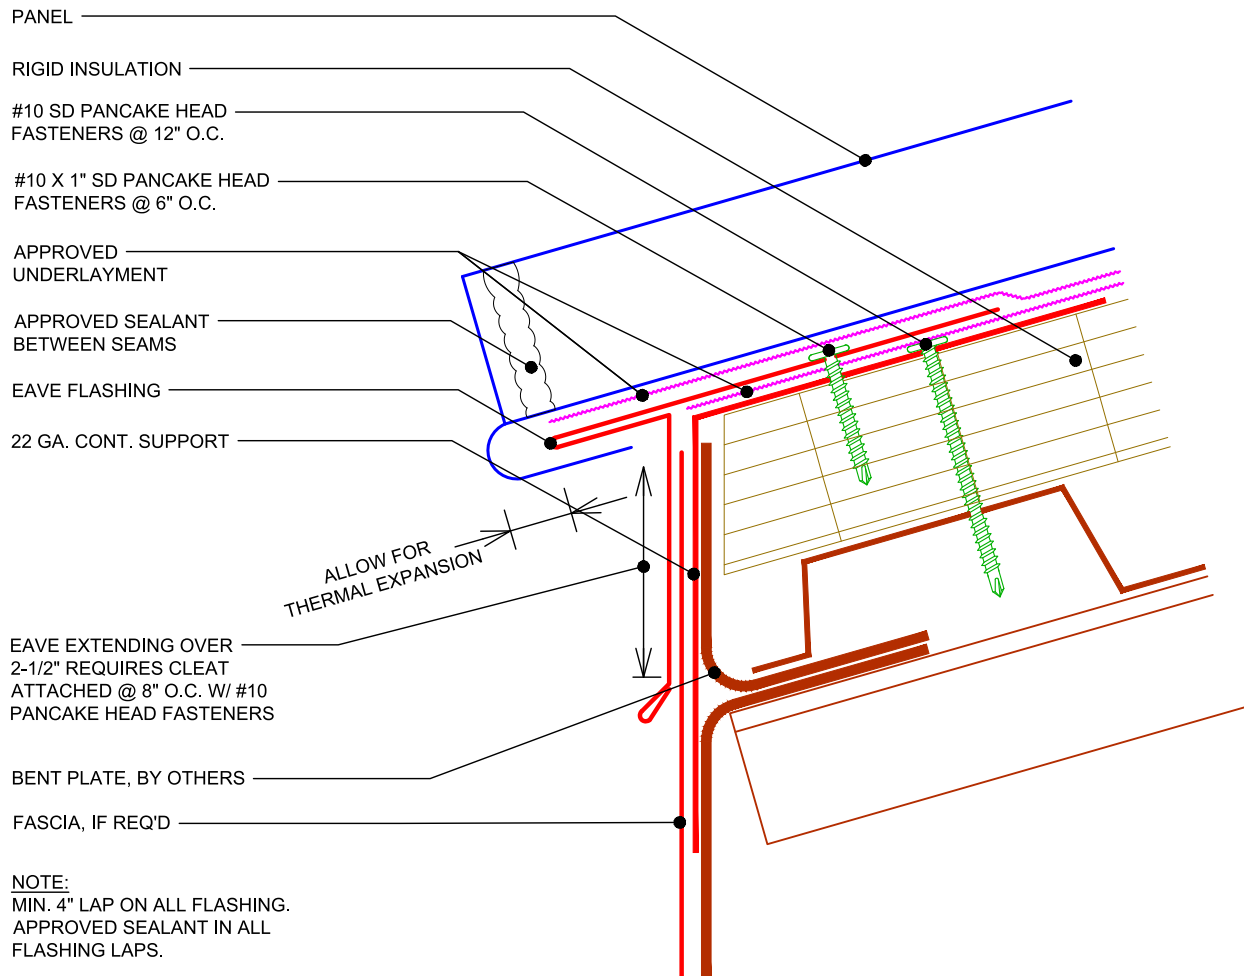 PANEL
RIGID INSULATION
#10 SD PANCAKE HEAD
FASTENERS @ 12" O.C.
#10 X 1" SD PANCAKE HEAD
FASTENERS @ 6" O.C.
APPROVED
UNDERLAYMENT
APPROVED SEALANT
BETWEEN SEAMS
EAVE FLASHING
22 GA. CONT. SUPPORT
ALLOW FOR
THERMAL EXPANSION
EAVE EXTENDING OVER
2-1/2" REQUIRES CLEAT
ATTACHED @ 8" O.C. W/ #10
PANCAKE HEAD FASTENERS
BENT PLATE, BY OTHERS
FASCIA, IF REQ'D
NOTE:
MIN. 4" LAP ON ALL FLASHING.
APPROVED SEALANT IN ALL
FLASHING LAPS.